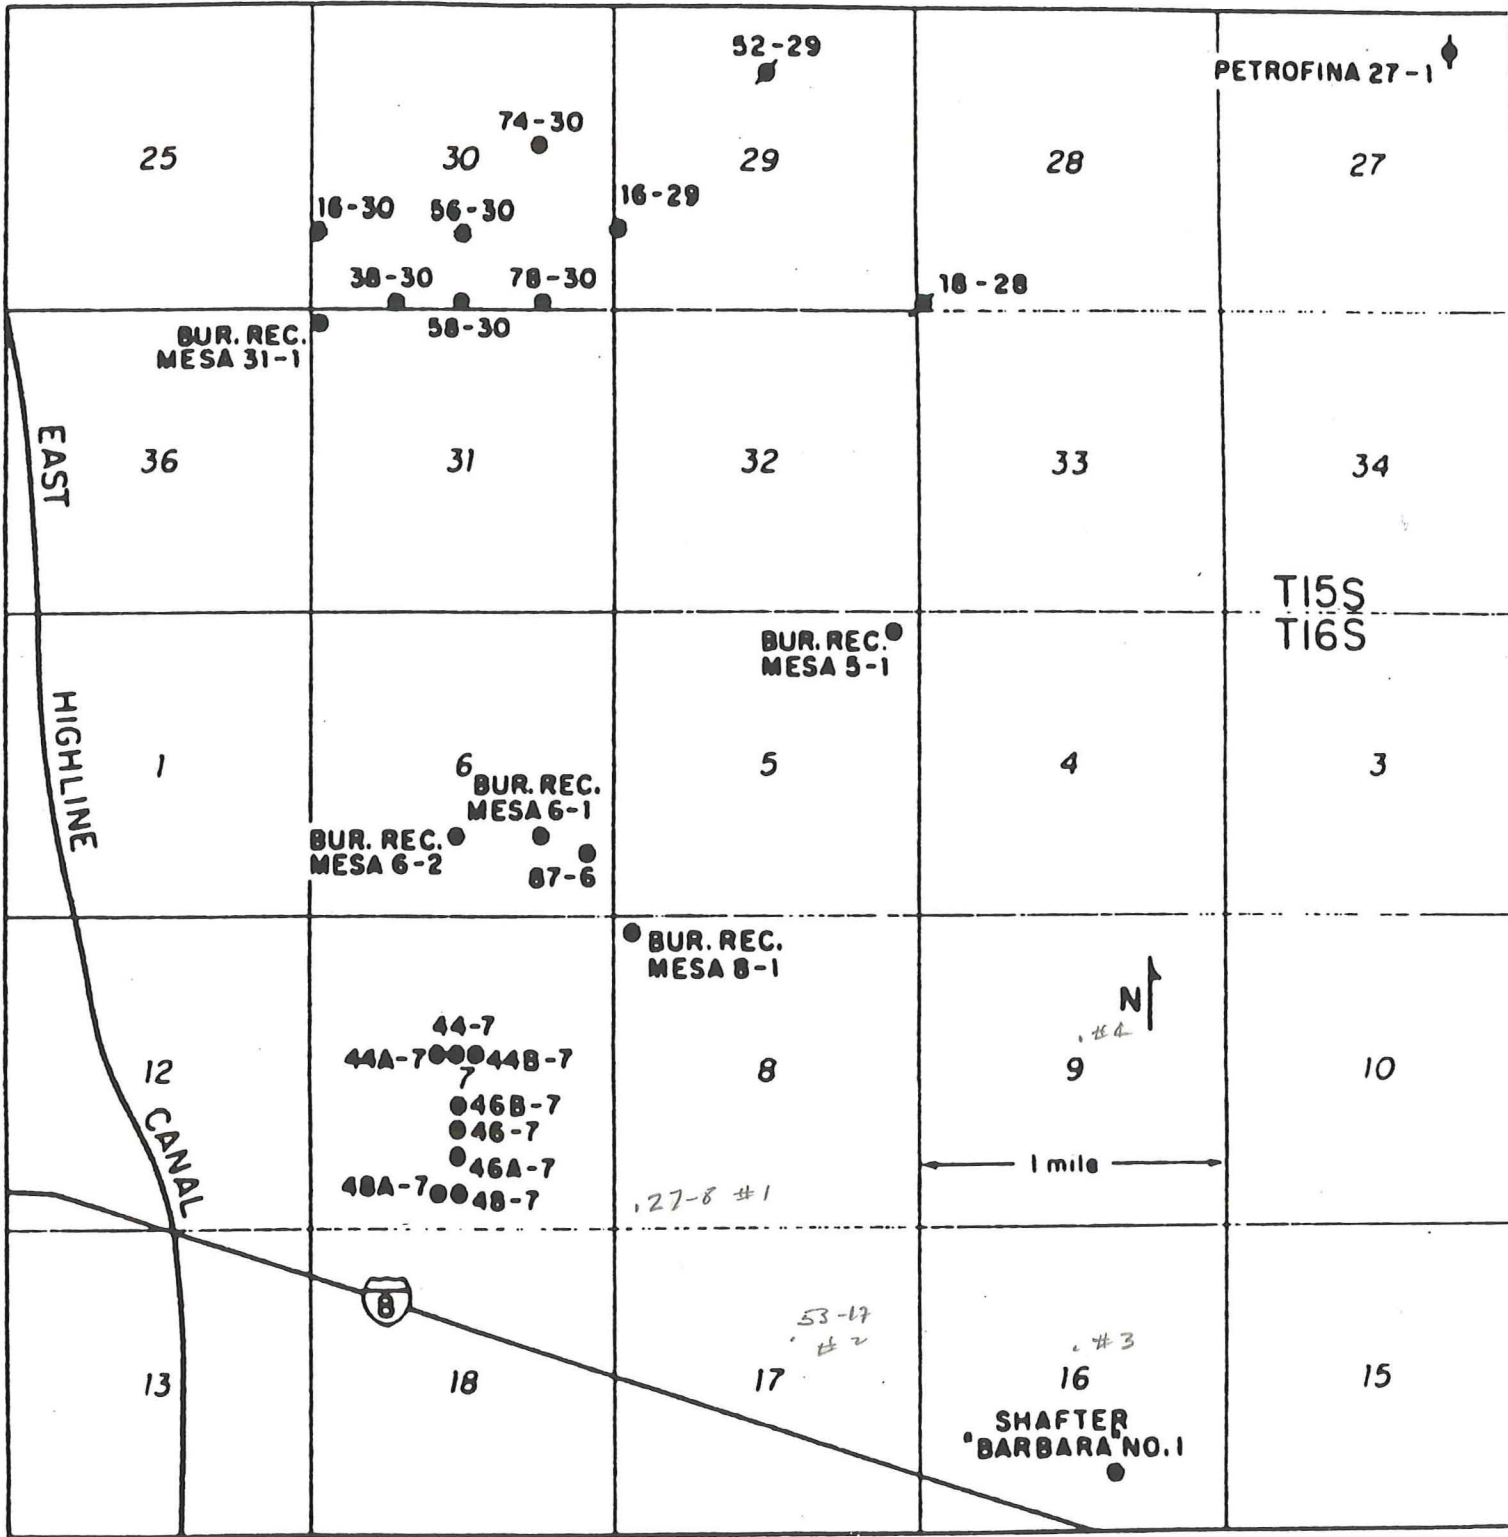 52-29
PETROFINA 27-1
74-30
25
30
29
28
27
16-30
56-30
16-29
38-30
78-30
18-28
58-30
BUR. REC.
MESA 31-1
EAST
36
31
32
33
34
T15S
T16S
BUR. REC.
MESA 5-1
HIGHLINE
1
6
5
4
3
BUR. REC.
MESA 6-1
BUR. REC.
MESA 6-2
87-6
BUR. REC.
MESA 8-1
N
#4
44-7
44A-7
44B-7
12
7
8
9
10
46B-7
46-7
CANAL
46A-7
1 mile
48A-7
48-7
27-8 #1
8
53-17
#2
#3
13
18
17
16
15
SHAFTER
"BARBARA" NO. 1